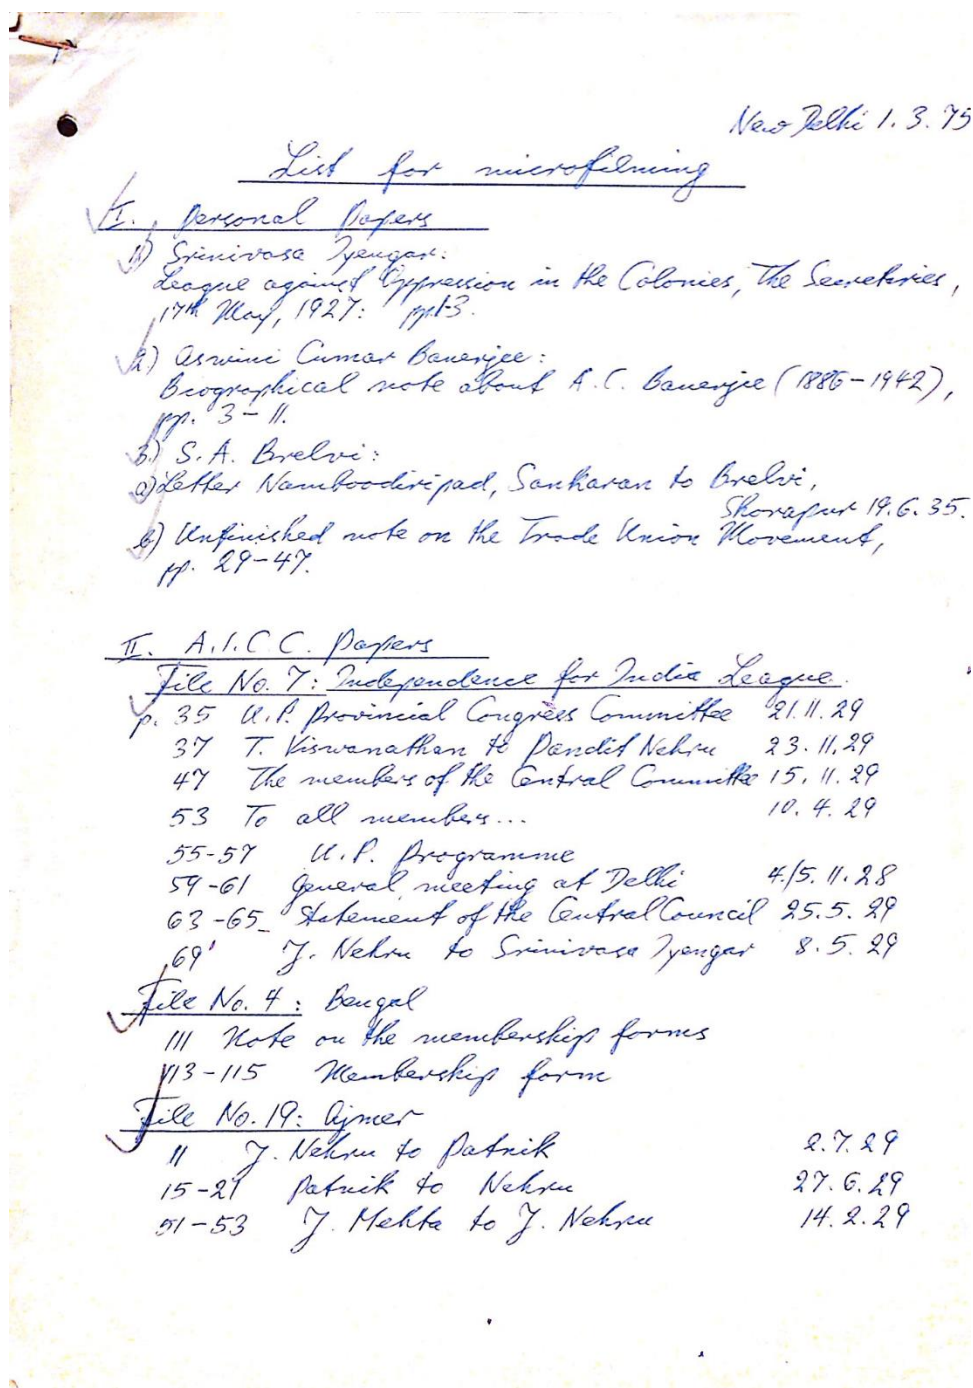 New Delhi 1.3.75
List for microfilming
I. Personal Papers
1) Srinivasa Iyengar:
League against Oppression in the Colonies, The Secretaries,
17th May, 1927: pp. 1-3.
2) Aswini Cumar Banerjee:
Biographical note about A.C. Banerjee (1886-1942),
pp. 3-11.
3) S.A. Brelvi:
a) Letter Namboodiripad, Sankaran to Brelvi,
Shorapur 19.6.35.
b) Unfinished note on the Trade Union Movement,
pp. 29-47.
II. A.I.C.C. Papers
File No. 7: Independence for India League.
p. 35 U.P. Provincial Congress Committee 21.11.29
37 T. Viswanathan to Pandit Nehru 23.11.29
47 The members of the Central Committee 15.11.29
53 To all members... 10.4.29
55-57 U.P. Programme
59-61 General meeting at Delhi 4./5.11.28
63-65 Statement of the Central Council 25.5.29
69 J. Nehru to Srinivasa Iyengar 8.5.29
File No. 4: Bengal
111 Note on the membership forms
113-115 Membership form
File No. 19: Ajmer
11 J. Nehru to Patnik 2.7.29
15-21 Patnik to Nehru 27.6.29
51-53 J. Mehta to J. Nehru 14.2.29